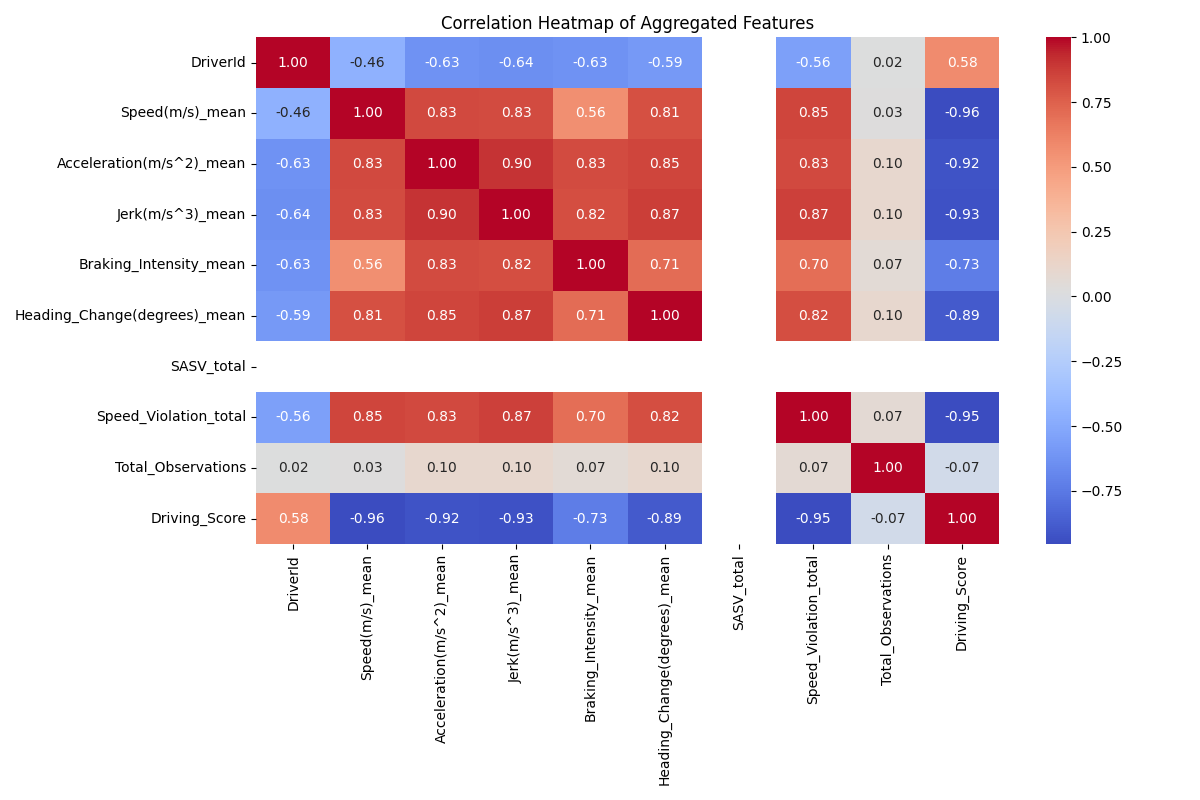 Correlation Heatmap of Aggregated Features
DriverId 1.00 -0.46 -0.63 -0.64 -0.63 -0.59 -0.56 0.02 0.58
Speed(m/s)_mean -0.46 1.00 0.83 0.83 0.56 0.81 0.85 0.03 -0.96
Acceleration(m/s^2)_mean -0.63 0.83 1.00 0.90 0.83 0.85 0.83 0.10 -0.92
Jerk(m/s^3)_mean -0.64 0.83 0.90 1.00 0.82 0.87 0.87 0.10 -0.93
Braking_Intensity_mean -0.63 0.56 0.83 0.82 1.00 0.71 0.70 0.07 -0.73
Heading_Change(degrees)_mean -0.59 0.81 0.85 0.87 0.71 1.00 0.82 0.10 -0.89
SASV_total
Speed_Violation_total -0.56 0.85 0.83 0.87 0.70 0.82 1.00 0.07 -0.95
Total_Observations 0.02 0.03 0.10 0.10 0.07 0.10 0.07 1.00 -0.07
Driving_Score 0.58 -0.96 -0.92 -0.93 -0.73 -0.89 -0.95 -0.07 1.00
DriverId
Speed(m/s)_mean
Acceleration(m/s^2)_mean
Jerk(m/s^3)_mean
Braking_Intensity_mean
Heading_Change(degrees)_mean
SASV_total
Speed_Violation_total
Total_Observations
Driving_Score
1.00
0.75
0.50
0.25
0.00
−0.25
−0.50
−0.75